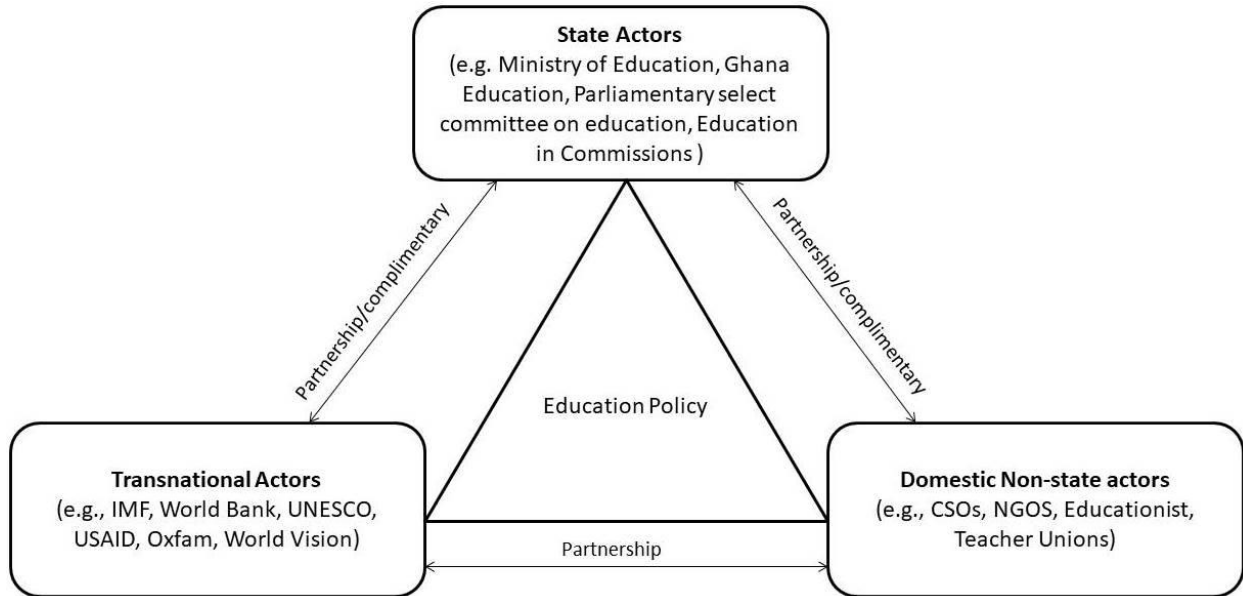 State Actors
(e.g. Ministry of Education, Ghana
Education, Parliamentary select
committee on education, Education
in Commissions )
Partnership/complimentary
Partnership/complimentary
Education Policy
Transnational Actors
(e.g., IMF, World Bank, UNESCO,
USAID, Oxfam, World Vision)
Domestic Non-state actors
(e.g., CSOs, NGOS, Educationist,
Teacher Unions)
Partnership